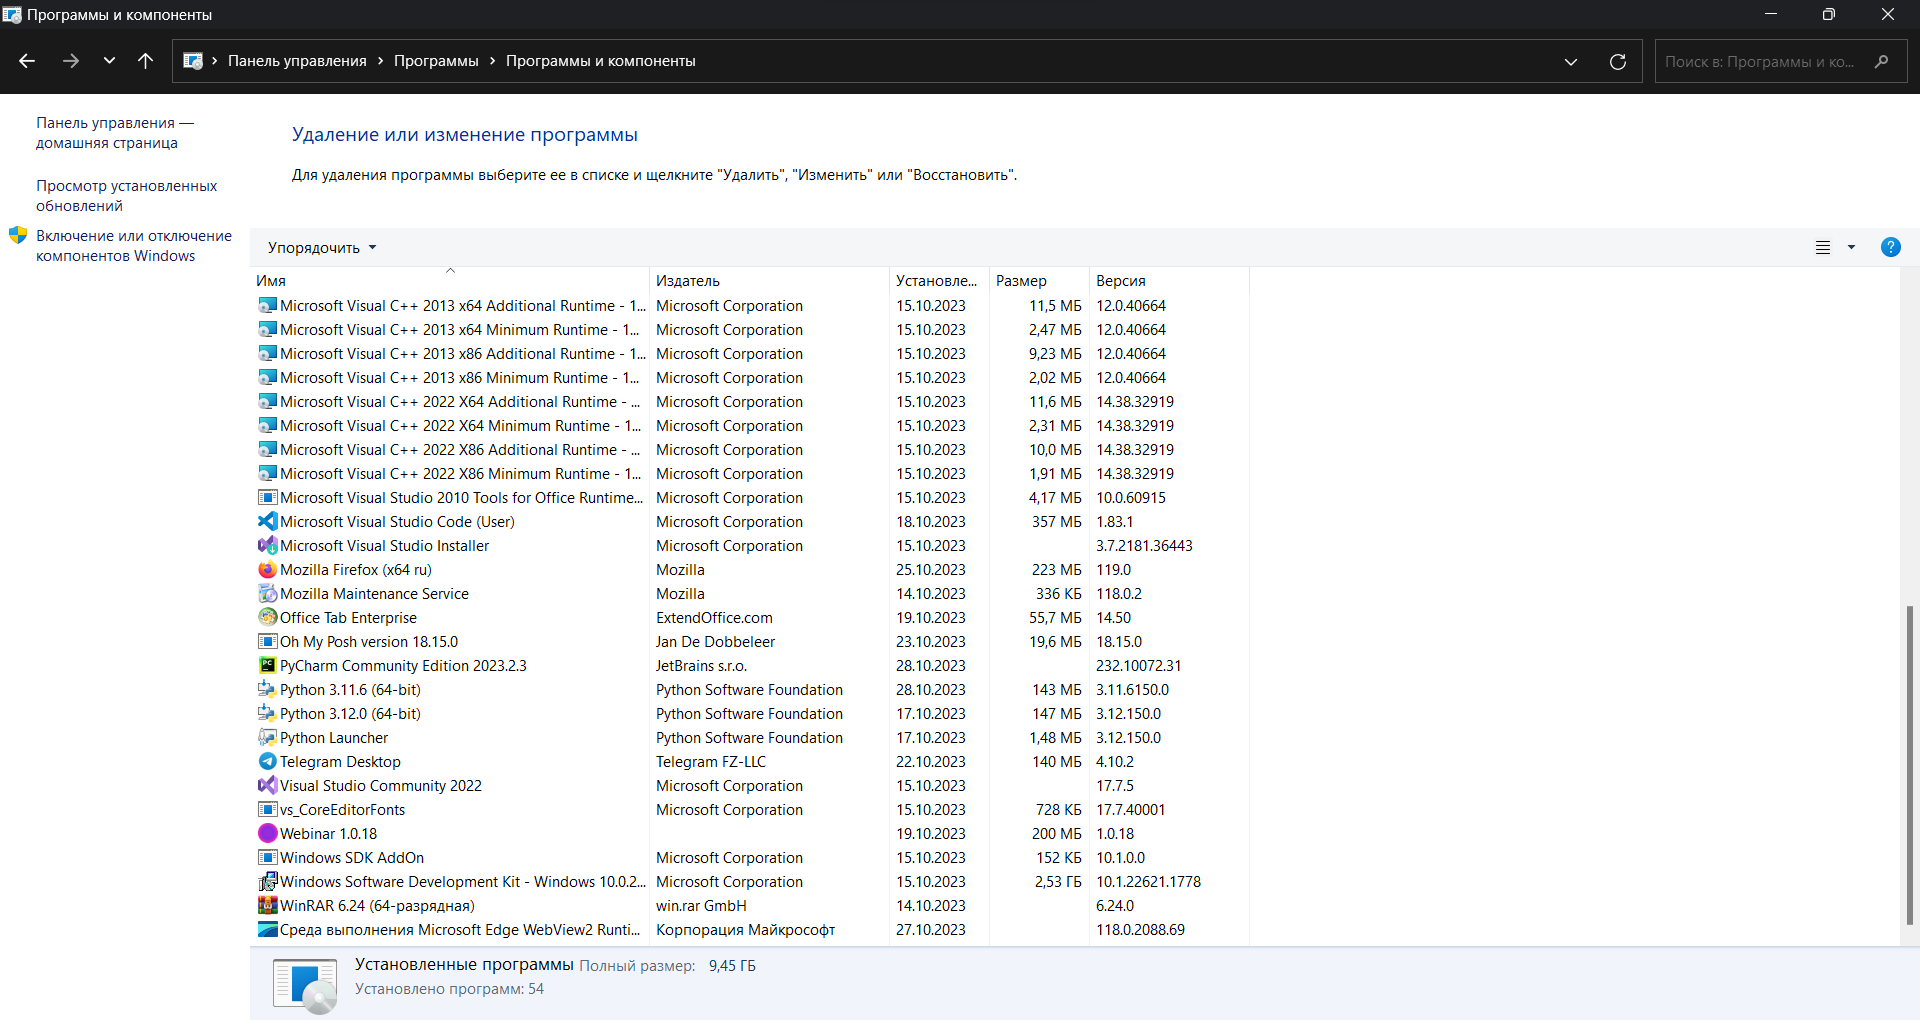 Программы и компоненты
Панель управления › Программы › Программы и компоненты
Поиск в: Программы и ко...
Панель управления —
домашняя страница
Просмотр установленных
обновлений
Включение или отключение
компонентов Windows
Удаление или изменение программы
Для удаления программы выберите ее в списке и щелкните "Удалить", "Изменить" или "Восстановить".
Упорядочить
Имя Издатель Установле... Размер Версия
Microsoft Visual C++ 2013 x64 Additional Runtime - 1... Microsoft Corporation 15.10.2023 11,5 МБ 12.0.40664
Microsoft Visual C++ 2013 x64 Minimum Runtime - 1... Microsoft Corporation 15.10.2023 2,47 МБ 12.0.40664
Microsoft Visual C++ 2013 x86 Additional Runtime - 1... Microsoft Corporation 15.10.2023 9,23 МБ 12.0.40664
Microsoft Visual C++ 2013 x86 Minimum Runtime - 1... Microsoft Corporation 15.10.2023 2,02 МБ 12.0.40664
Microsoft Visual C++ 2022 X64 Additional Runtime - ... Microsoft Corporation 15.10.2023 11,6 МБ 14.38.32919
Microsoft Visual C++ 2022 X64 Minimum Runtime - 1... Microsoft Corporation 15.10.2023 2,31 МБ 14.38.32919
Microsoft Visual C++ 2022 X86 Additional Runtime - ... Microsoft Corporation 15.10.2023 10,0 МБ 14.38.32919
Microsoft Visual C++ 2022 X86 Minimum Runtime - 1... Microsoft Corporation 15.10.2023 1,91 МБ 14.38.32919
Microsoft Visual Studio 2010 Tools for Office Runtime... Microsoft Corporation 15.10.2023 4,17 МБ 10.0.60915
Microsoft Visual Studio Code (User) Microsoft Corporation 18.10.2023 357 МБ 1.83.1
Microsoft Visual Studio Installer Microsoft Corporation 15.10.2023 3.7.2181.36443
Mozilla Firefox (x64 ru) Mozilla 25.10.2023 223 МБ 119.0
Mozilla Maintenance Service Mozilla 14.10.2023 336 КБ 118.0.2
Office Tab Enterprise ExtendOffice.com 19.10.2023 55,7 МБ 14.50
Oh My Posh version 18.15.0 Jan De Dobbeleer 23.10.2023 19,6 МБ 18.15.0
PyCharm Community Edition 2023.2.3 JetBrains s.r.o. 28.10.2023 232.10072.31
Python 3.11.6 (64-bit) Python Software Foundation 28.10.2023 143 МБ 3.11.6150.0
Python 3.12.0 (64-bit) Python Software Foundation 17.10.2023 147 МБ 3.12.150.0
Python Launcher Python Software Foundation 17.10.2023 1,48 МБ 3.12.150.0
Telegram Desktop Telegram FZ-LLC 22.10.2023 140 МБ 4.10.2
Visual Studio Community 2022 Microsoft Corporation 15.10.2023 17.7.5
vs_CoreEditorFonts Microsoft Corporation 15.10.2023 728 КБ 17.7.40001
Webinar 1.0.18 19.10.2023 200 МБ 1.0.18
Windows SDK AddOn Microsoft Corporation 15.10.2023 152 КБ 10.1.0.0
Windows Software Development Kit - Windows 10.0.2... Microsoft Corporation 15.10.2023 2,53 ГБ 10.1.22621.1778
WinRAR 6.24 (64-разрядная) win.rar GmbH 14.10.2023 6.24.0
Среда выполнения Microsoft Edge WebView2 Runti... Корпорация Майкрософт 27.10.2023 118.0.2088.69
Установленные программы Полный размер: 9,45 ГБ
Установлено программ: 54